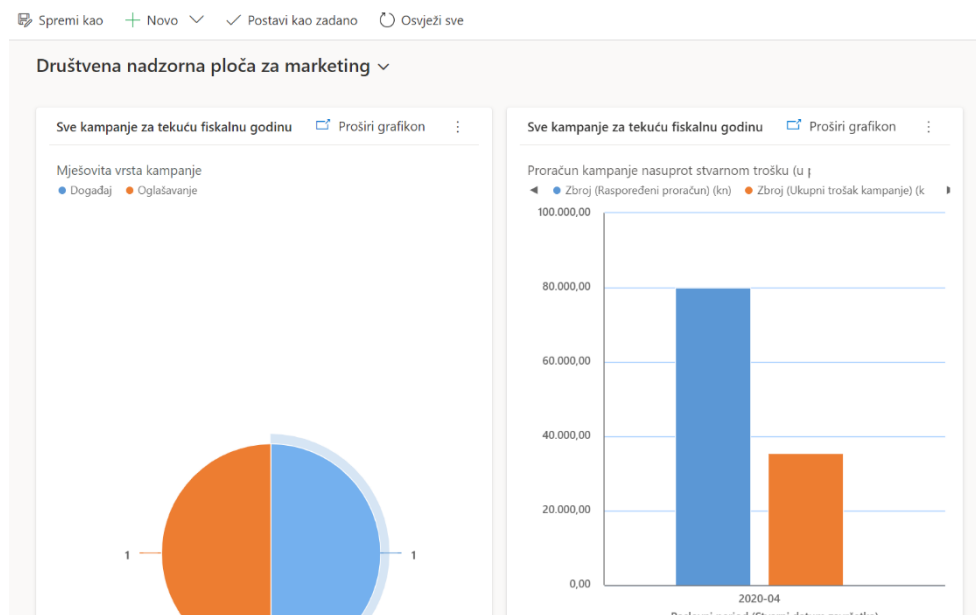 Spremi kao Novo Postavi kao zadano Osvježi sve
Društvena nadzorna ploča za marketing
Sve kampanje za tekuću fiskalnu godinu Proširi grafikon
Mješovita vrsta kampanje
Događaj Oglašavanje
1 1
Sve kampanje za tekuću fiskalnu godinu Proširi grafikon
Proračun kampanje nasuprot stvarnom trošku (u
Zbroj (Raspoređeni proračun) (kn) Zbroj (Ukupni trošak kampanje) (k
100.000,00
80.000,00
60.000,00
40.000,00
20.000,00
0,00
2020-04